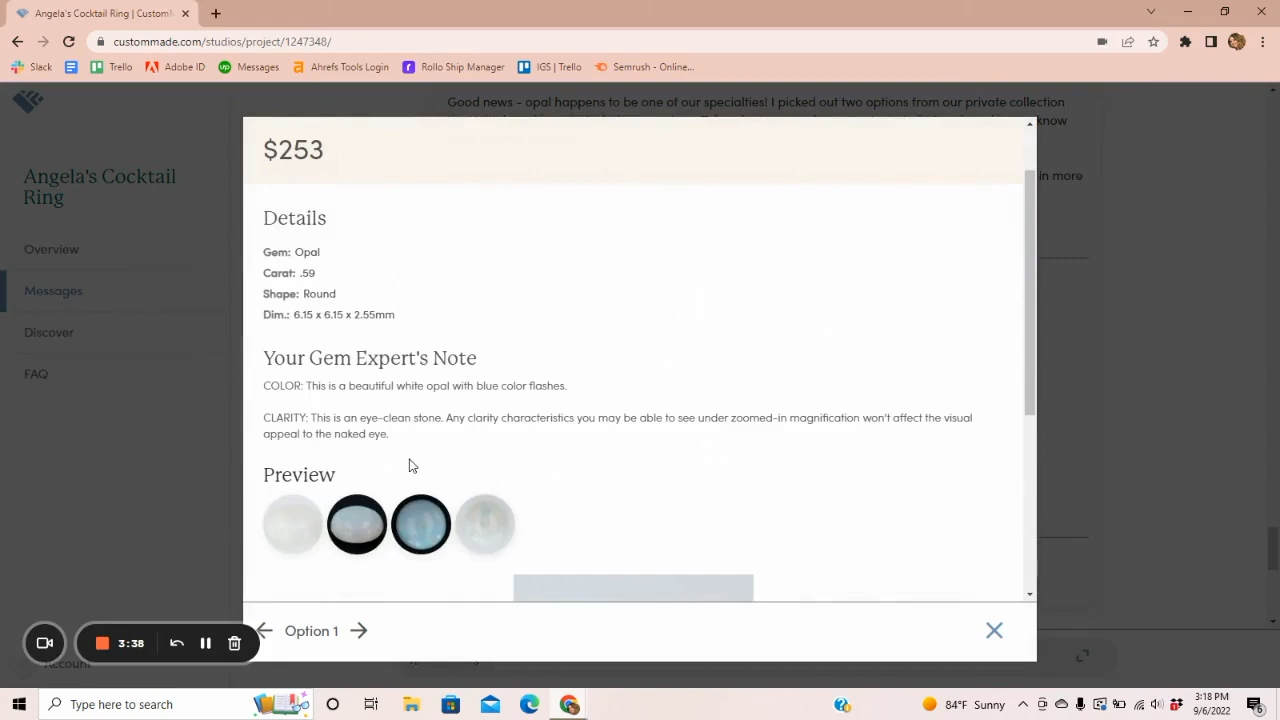 Angela's Cocktail Ring | Custom
custommade.com/studios/project/1247348/
Slack
Trello
Adobe ID
Messages
Ahrefs Tools Login
Rollo Ship Manager
IGS | Trello
Semrush - Online...
Good news - opal happens to be one of our specialties! I picked out two options from our private collection
know
in more
Angela's Cocktail
Ring
Overview
Messages
Discover
FAQ
Account
$253
Details
Gem: Opal
Carat: .59
Shape: Round
Dim.: 6.15 x 6.15 x 2.55mm
Your Gem Expert's Note
COLOR: This is a beautiful white opal with blue color flashes.
CLARITY: This is an eye-clean stone. Any clarity characteristics you may be able to see under zoomed-in magnification won't affect the visual
appeal to the naked eye.
Preview
Option 1
3:38
Type here to search
84°F Sunny
3:18 PM
9/6/2022
6